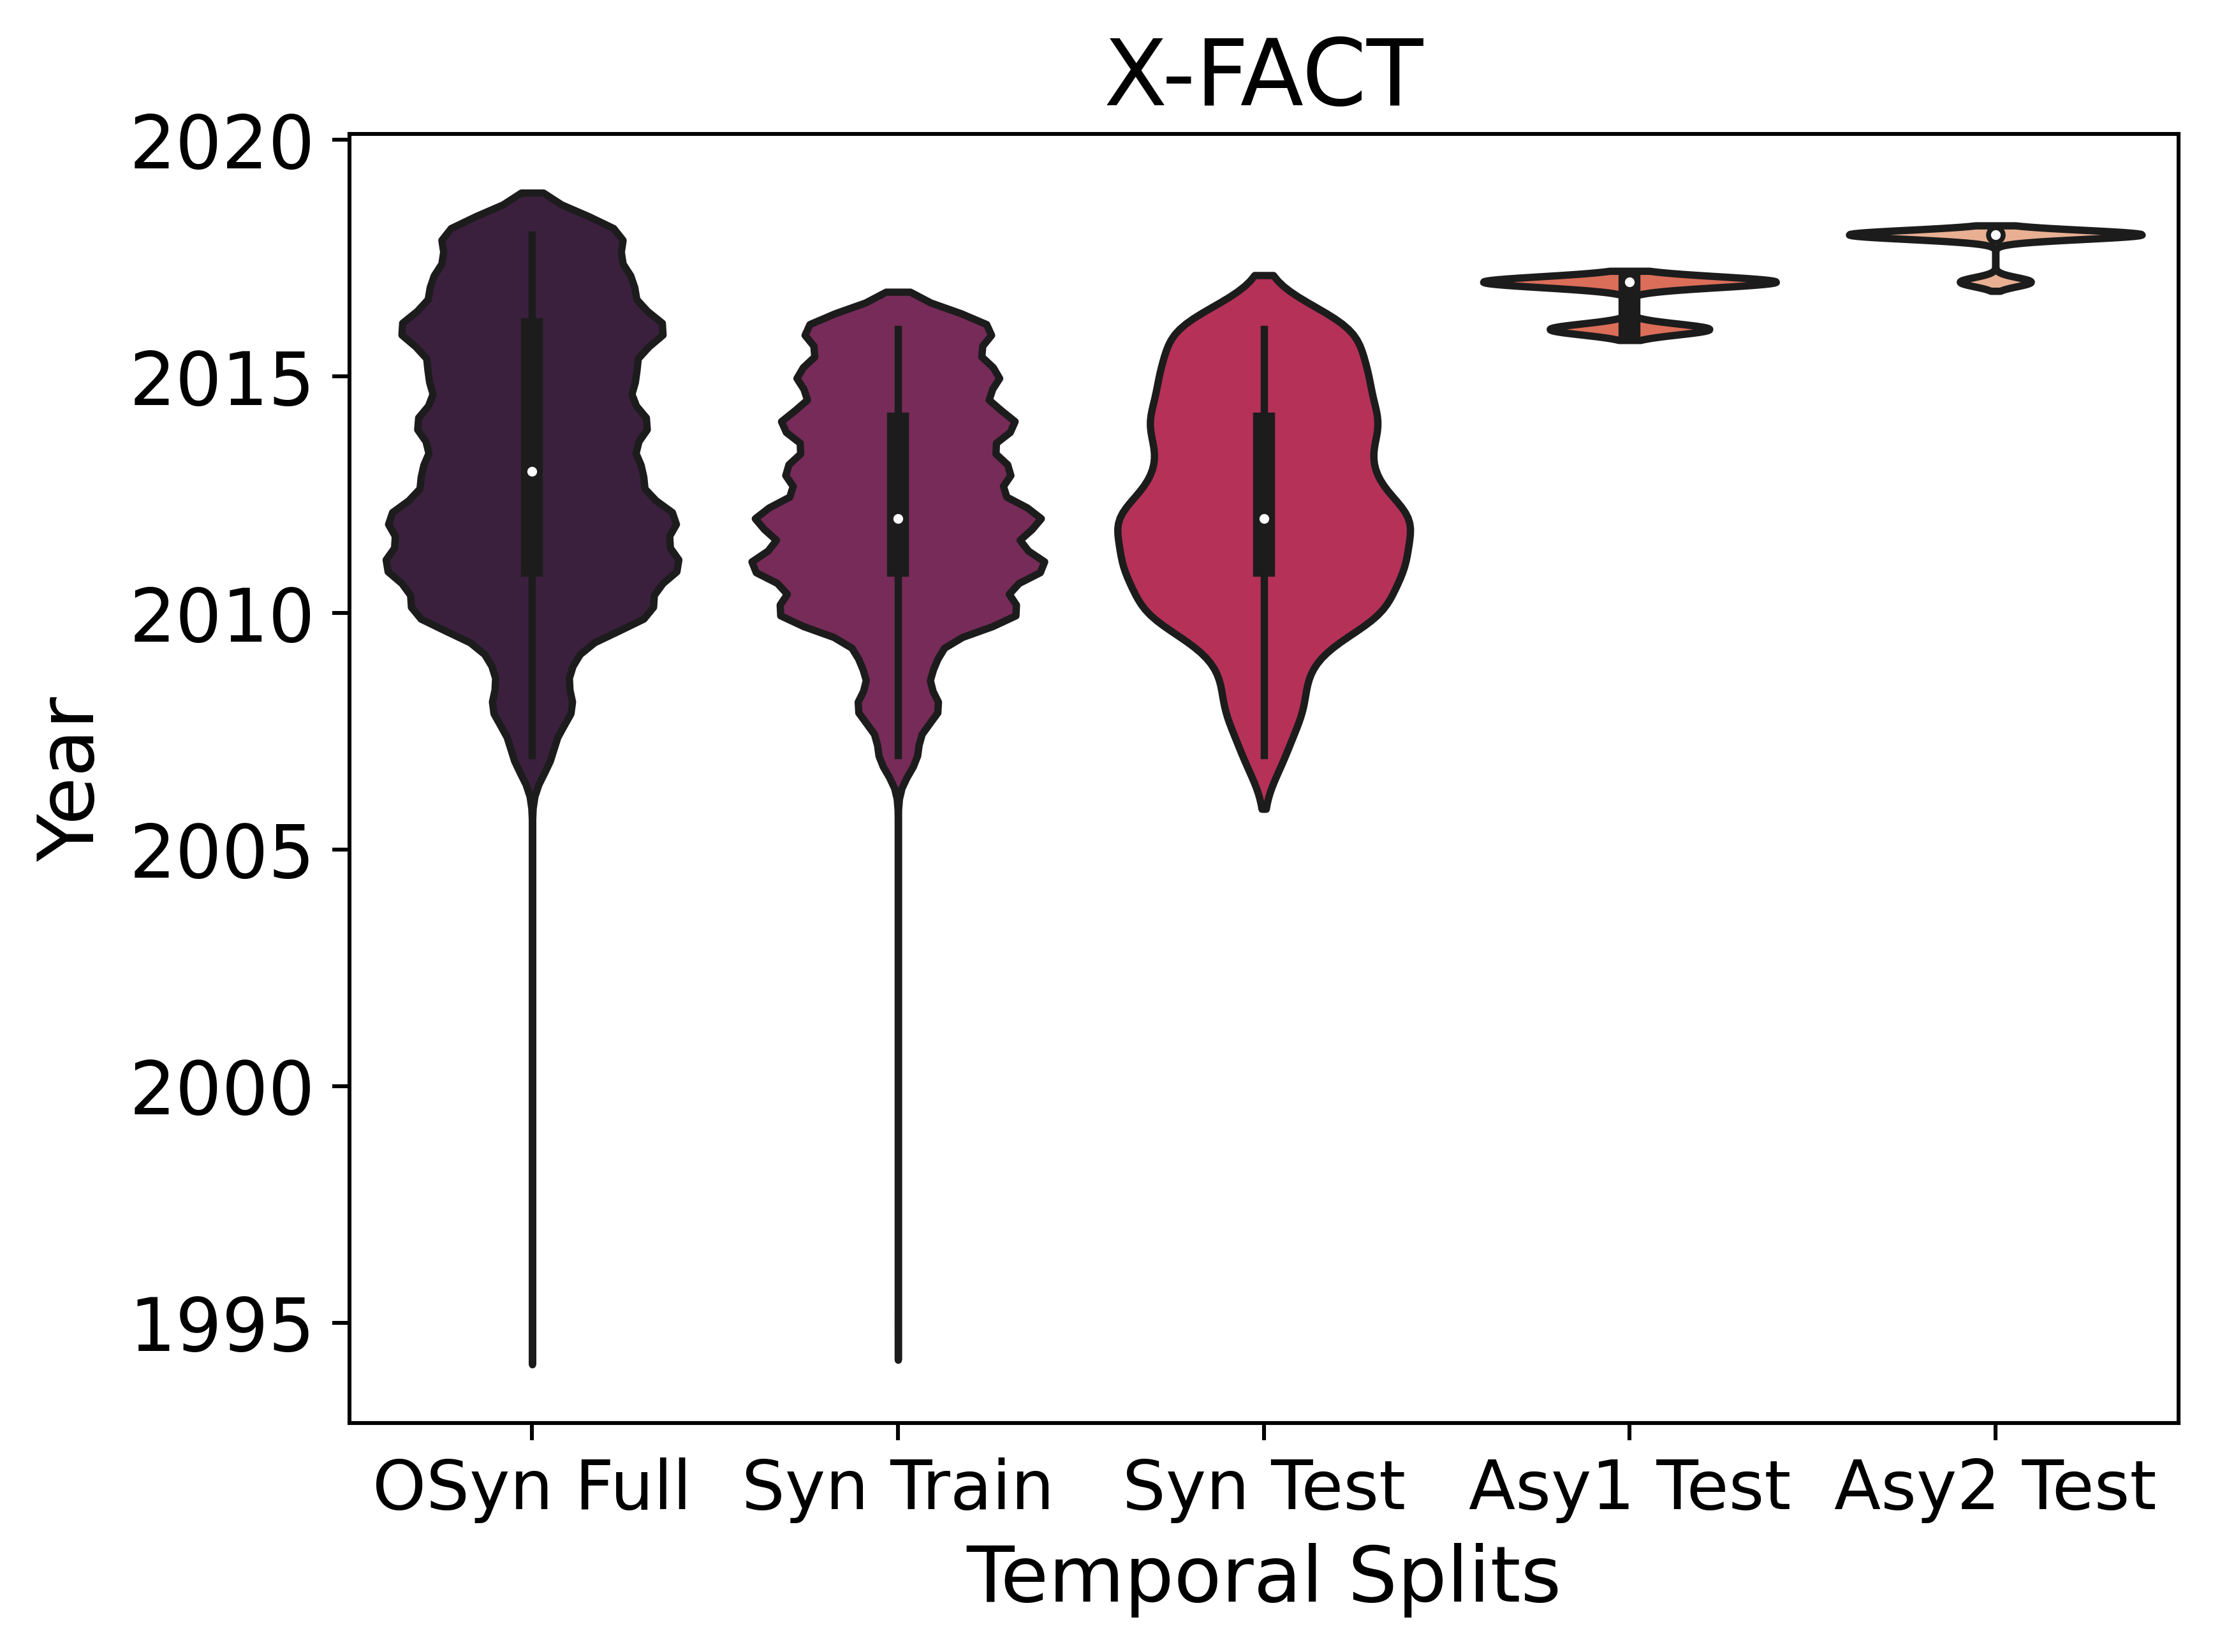 X-FACT
2020
2015
2010
2005
2000
1995
Year
OSyn Full Syn Train Syn Test Asy1 Test Asy2 Test
Temporal Splits